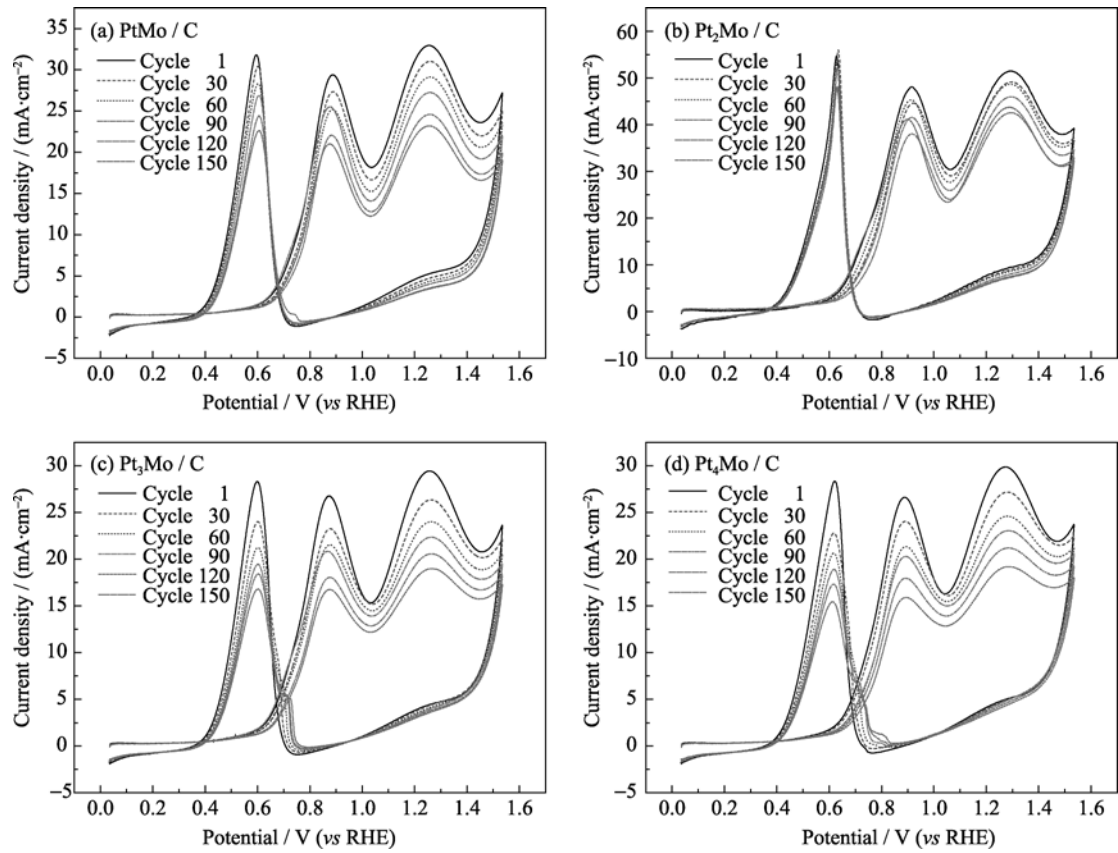 (a) PtMo / C
Cycle 1
Cycle 30
Cycle 60
Cycle 90
Cycle 120
Cycle 150
Current density / (mA·cm⁻²)
35
30
25
20
15
10
5
0
−5
0.0 0.2 0.4 0.6 0.8 1.0 1.2 1.4 1.6
Potential / V (vs RHE)
(b) Pt₂Mo / C
Cycle 1
Cycle 30
Cycle 60
Cycle 90
Cycle 120
Cycle 150
Current density / (mA·cm⁻²)
60
50
40
30
20
10
0
−10
0.0 0.2 0.4 0.6 0.8 1.0 1.2 1.4 1.6
Potential / V (vs RHE)
(c) Pt₃Mo / C
Cycle 1
Cycle 30
Cycle 60
Cycle 90
Cycle 120
Cycle 150
Current density / (mA·cm⁻²)
30
25
20
15
10
5
0
−5
0.0 0.2 0.4 0.6 0.8 1.0 1.2 1.4 1.6
Potential / V (vs RHE)
(d) Pt₄Mo / C
Cycle 1
Cycle 30
Cycle 60
Cycle 90
Cycle 120
Cycle 150
Current density / (mA·cm⁻²)
30
25
20
15
10
5
0
−5
0.0 0.2 0.4 0.6 0.8 1.0 1.2 1.4 1.6
Potential / V (vs RHE)